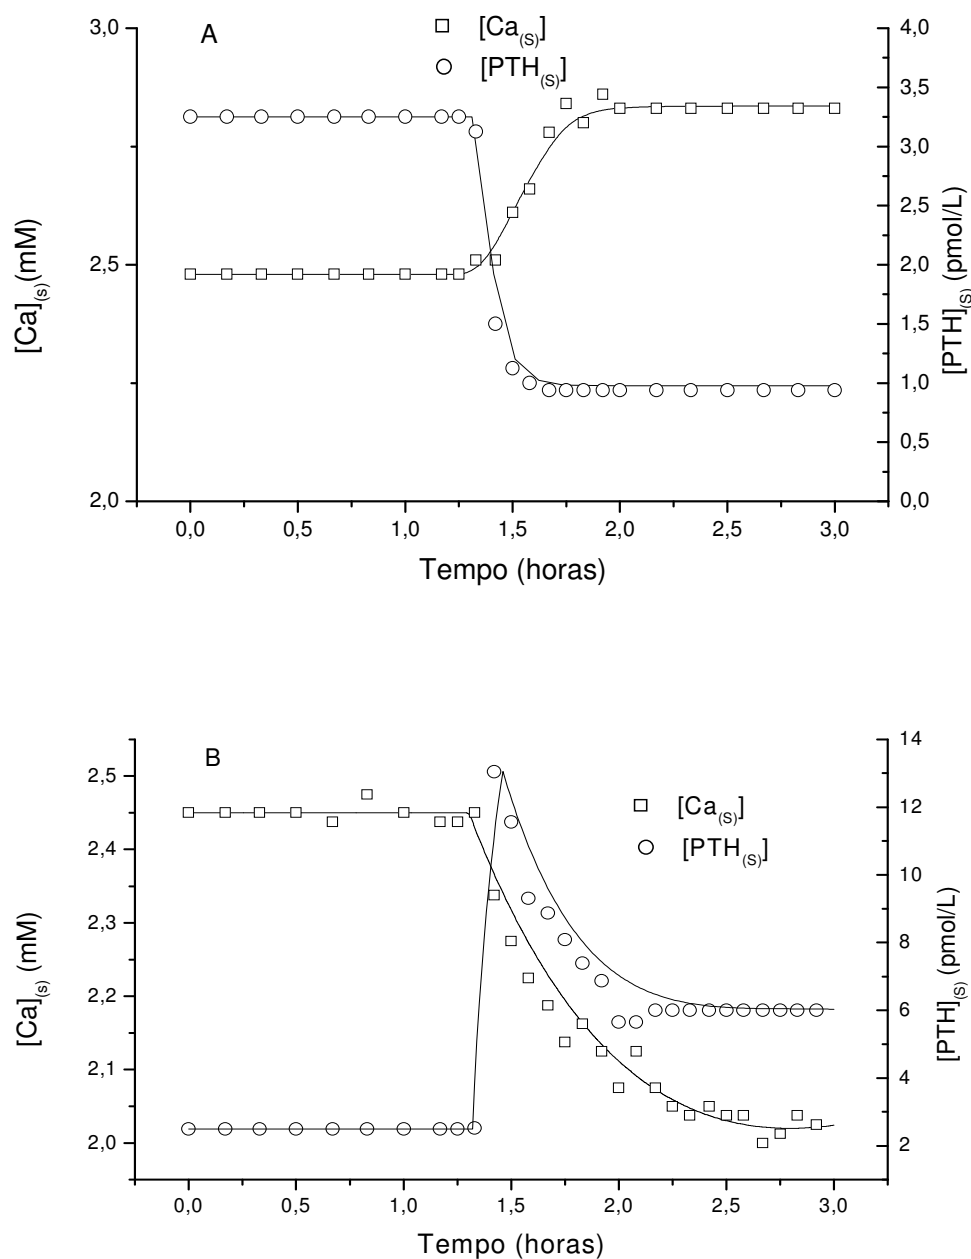 A
[Ca(S)]
[PTH(S)]
3,0
2,5
2,0
[Ca](s)(mM)
4,0
3,5
3,0
2,5
2,0
1,5
1,0
0,5
0,0
[PTH](S) (pmol/L)
0,0 0,5 1,0 1,5 2,0 2,5 3,0
Tempo (horas)
B
[Ca(S)]
[PTH(S)]
2,5
2,4
2,3
2,2
2,1
2,0
[Ca](s) (mM)
14
12
10
8
6
4
2
[PTH](S) (pmol/L)
0,0 0,5 1,0 1,5 2,0 2,5 3,0
Tempo (horas)